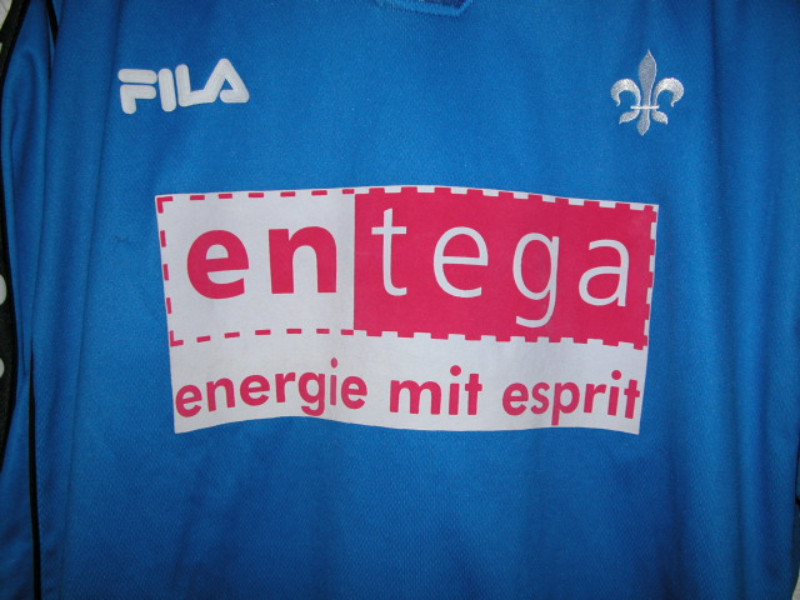 FILA
entega
energie mit esprit